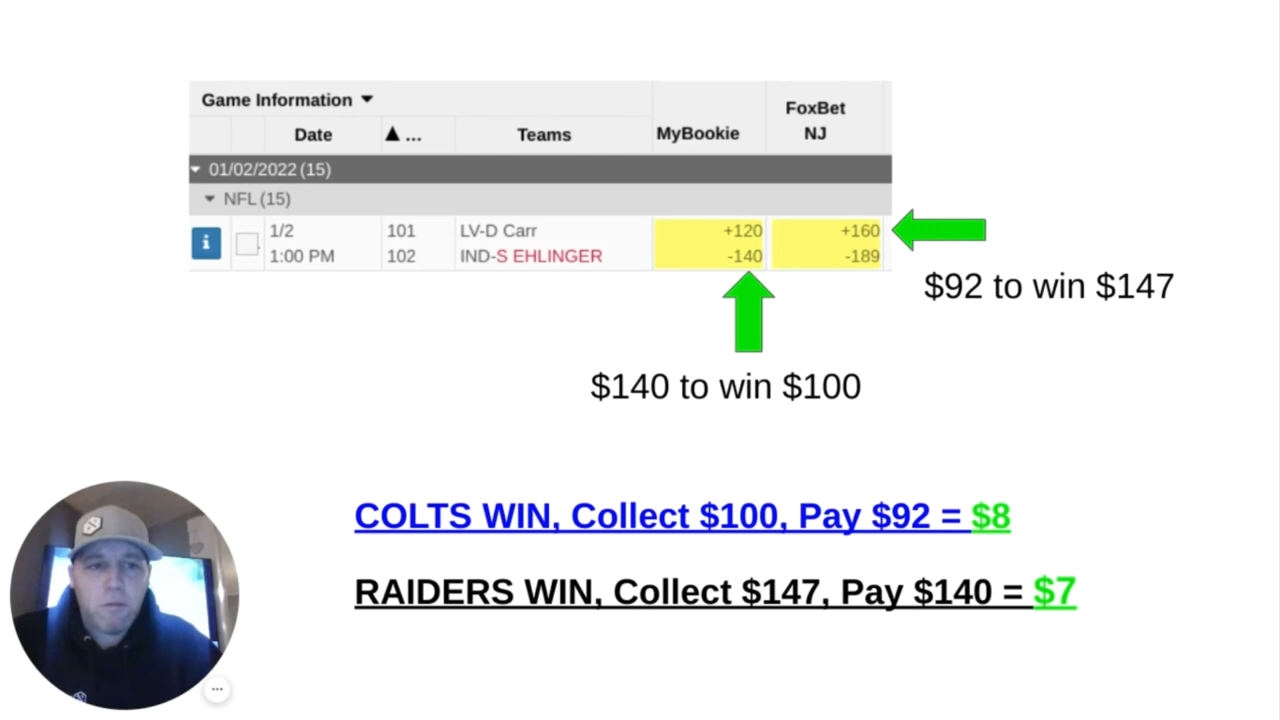 Game Information
FoxBet
NJ
Date
...
Teams
MyBookie
01/02/2022 (15)
NFL (15)
i
1/2
101
LV-D Carr
+120
+160
1:00 PM
102
IND-S EHLINGER
-140
-189
$92 to win $147
$140 to win $100
COLTS WIN, Collect $100, Pay $92 = $8
RAIDERS WIN, Collect $147, Pay $140 = $7
...